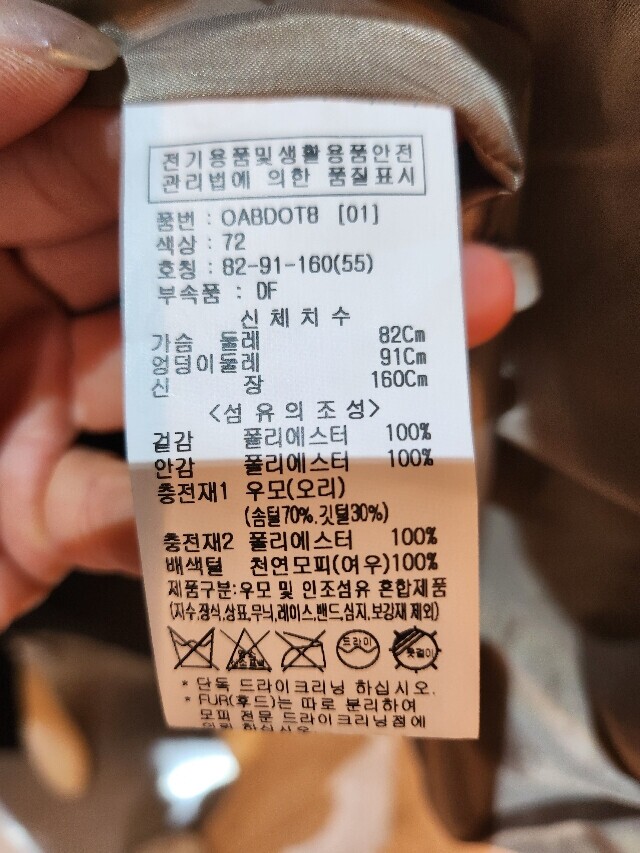 전기용품및생활용품안전
관리법에 의한 품질표시
품번 : OABDOT8 [01]
색상 : 72
호칭 : 82-91-160(55)
부속품 : DF
신체치수
가슴 둘레 82Cm
엉덩이둘레 91Cm
신 장 160Cm
<섬유의조성>
겉감 폴리에스터 100%
안감 폴리에스터 100%
충전재1 우모(오리)
(솜털70%.깃털30%)
충전재2 폴리에스터 100%
배색털 천연모피(여우)100%
제품구분:우모 및 인조섬유 혼합제품
(자수,장식,상표,무늬,레이스,밴드,심지,보강재 제외)
드라이
옷걸이
* 단독 드라이크리닝 하십시오.
* FUR(후드)는 따로 분리하여
모피 전문 드라이크리닝점에